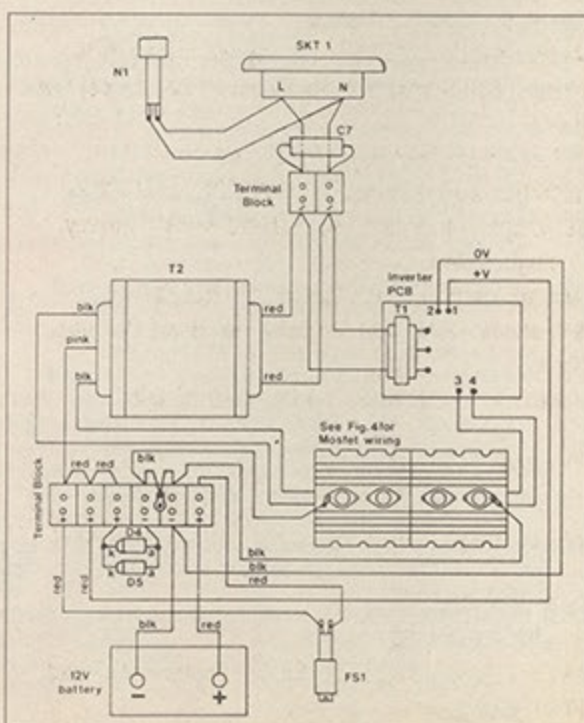 SKT 1
N1
L N
C7
Terminal Block
T2
0V
+V
Inverter PCB
T1
2 1
blk
red
pink
blk
red
3 4
See Fig. 4 for
Mosfet wiring
blk
Terminal Block
red red
+ + + - - +
D4
k a
k a
D5
blk
blk
red
red
red
blk
red
12V
battery
- +
FS1